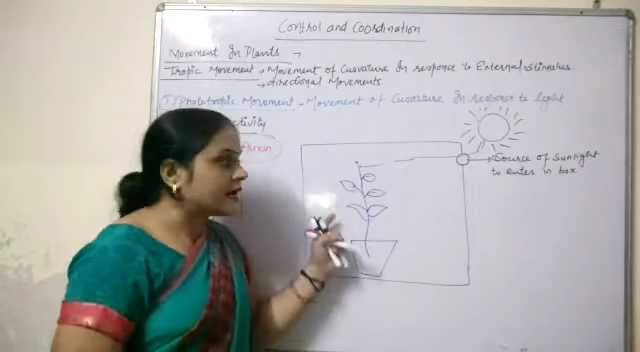 Control and Coordination
Movement In Plants →
Tropic Movement → Movement of Curvature In response to External Stimulus.
→ directional Movements
1) Phototropic Movement - Movement of Curvature In response to light.
Source of Sunlight
to enter in box